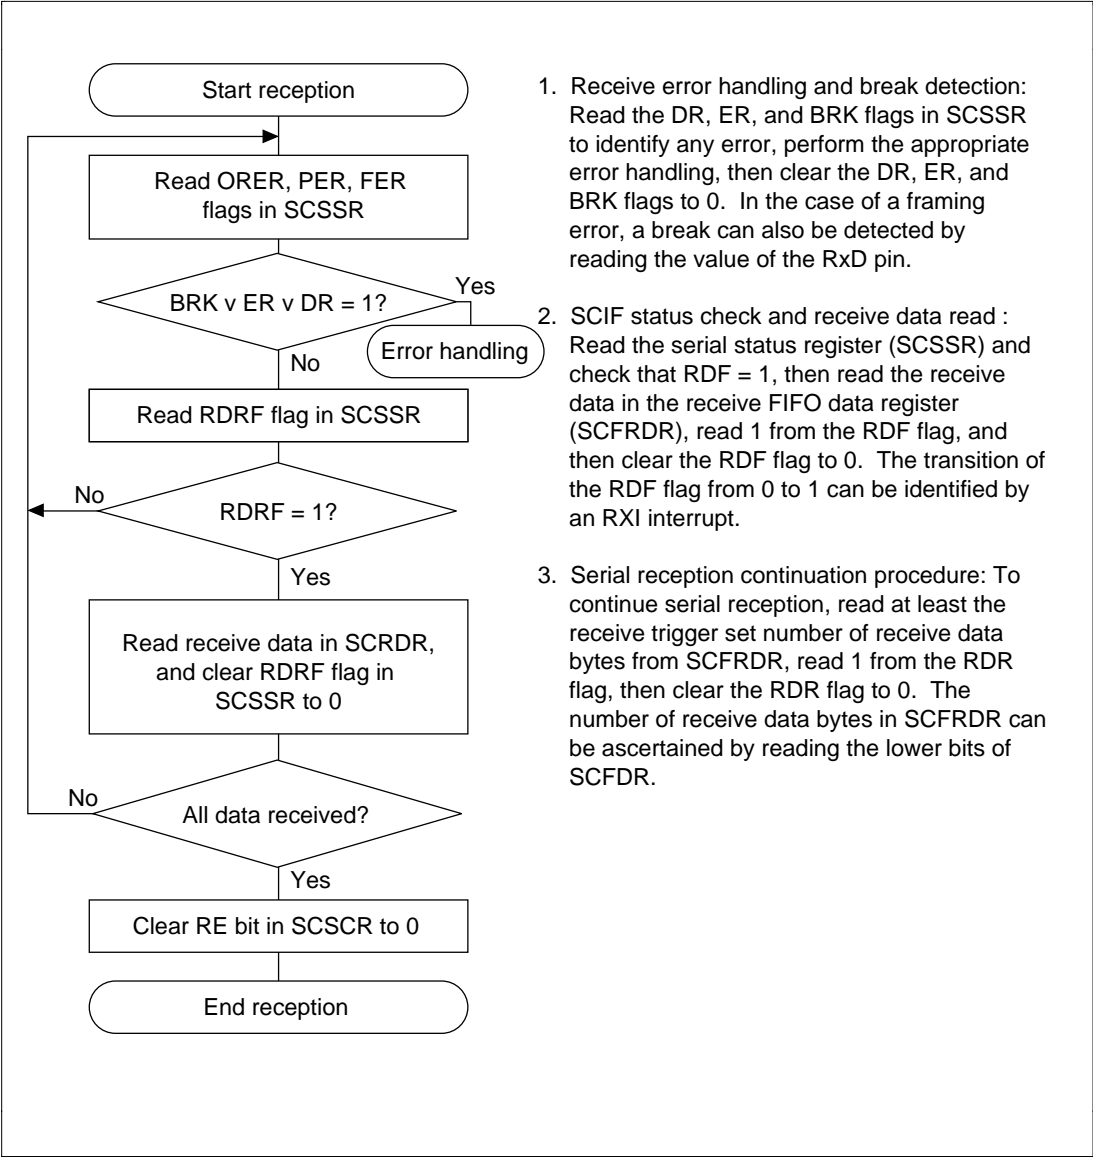 Start reception
Read ORER, PER, FER
flags in SCSSR
BRK v ER v DR = 1?
Yes
Error handling
No
Read RDRF flag in SCSSR
No
RDRF = 1?
Yes
Read receive data in SCRDR,
and clear RDRF flag in
SCSSR to 0
No
All data received?
Yes
Clear RE bit in SCSCR to 0
End reception
1. Receive error handling and break detection:
Read the DR, ER, and BRK flags in SCSSR
to identify any error, perform the appropriate
error handling, then clear the DR, ER, and
BRK flags to 0. In the case of a framing
error, a break can also be detected by
reading the value of the RxD pin.
2. SCIF status check and receive data read :
Read the serial status register (SCSSR) and
check that RDF = 1, then read the receive
data in the receive FIFO data register
(SCFRDR), read 1 from the RDF flag, and
then clear the RDF flag to 0. The transition of
the RDF flag from 0 to 1 can be identified by
an RXI interrupt.
3. Serial reception continuation procedure: To
continue serial reception, read at least the
receive trigger set number of receive data
bytes from SCFRDR, read 1 from the RDR
flag, then clear the RDR flag to 0. The
number of receive data bytes in SCFRDR can
be ascertained by reading the lower bits of
SCFDR.